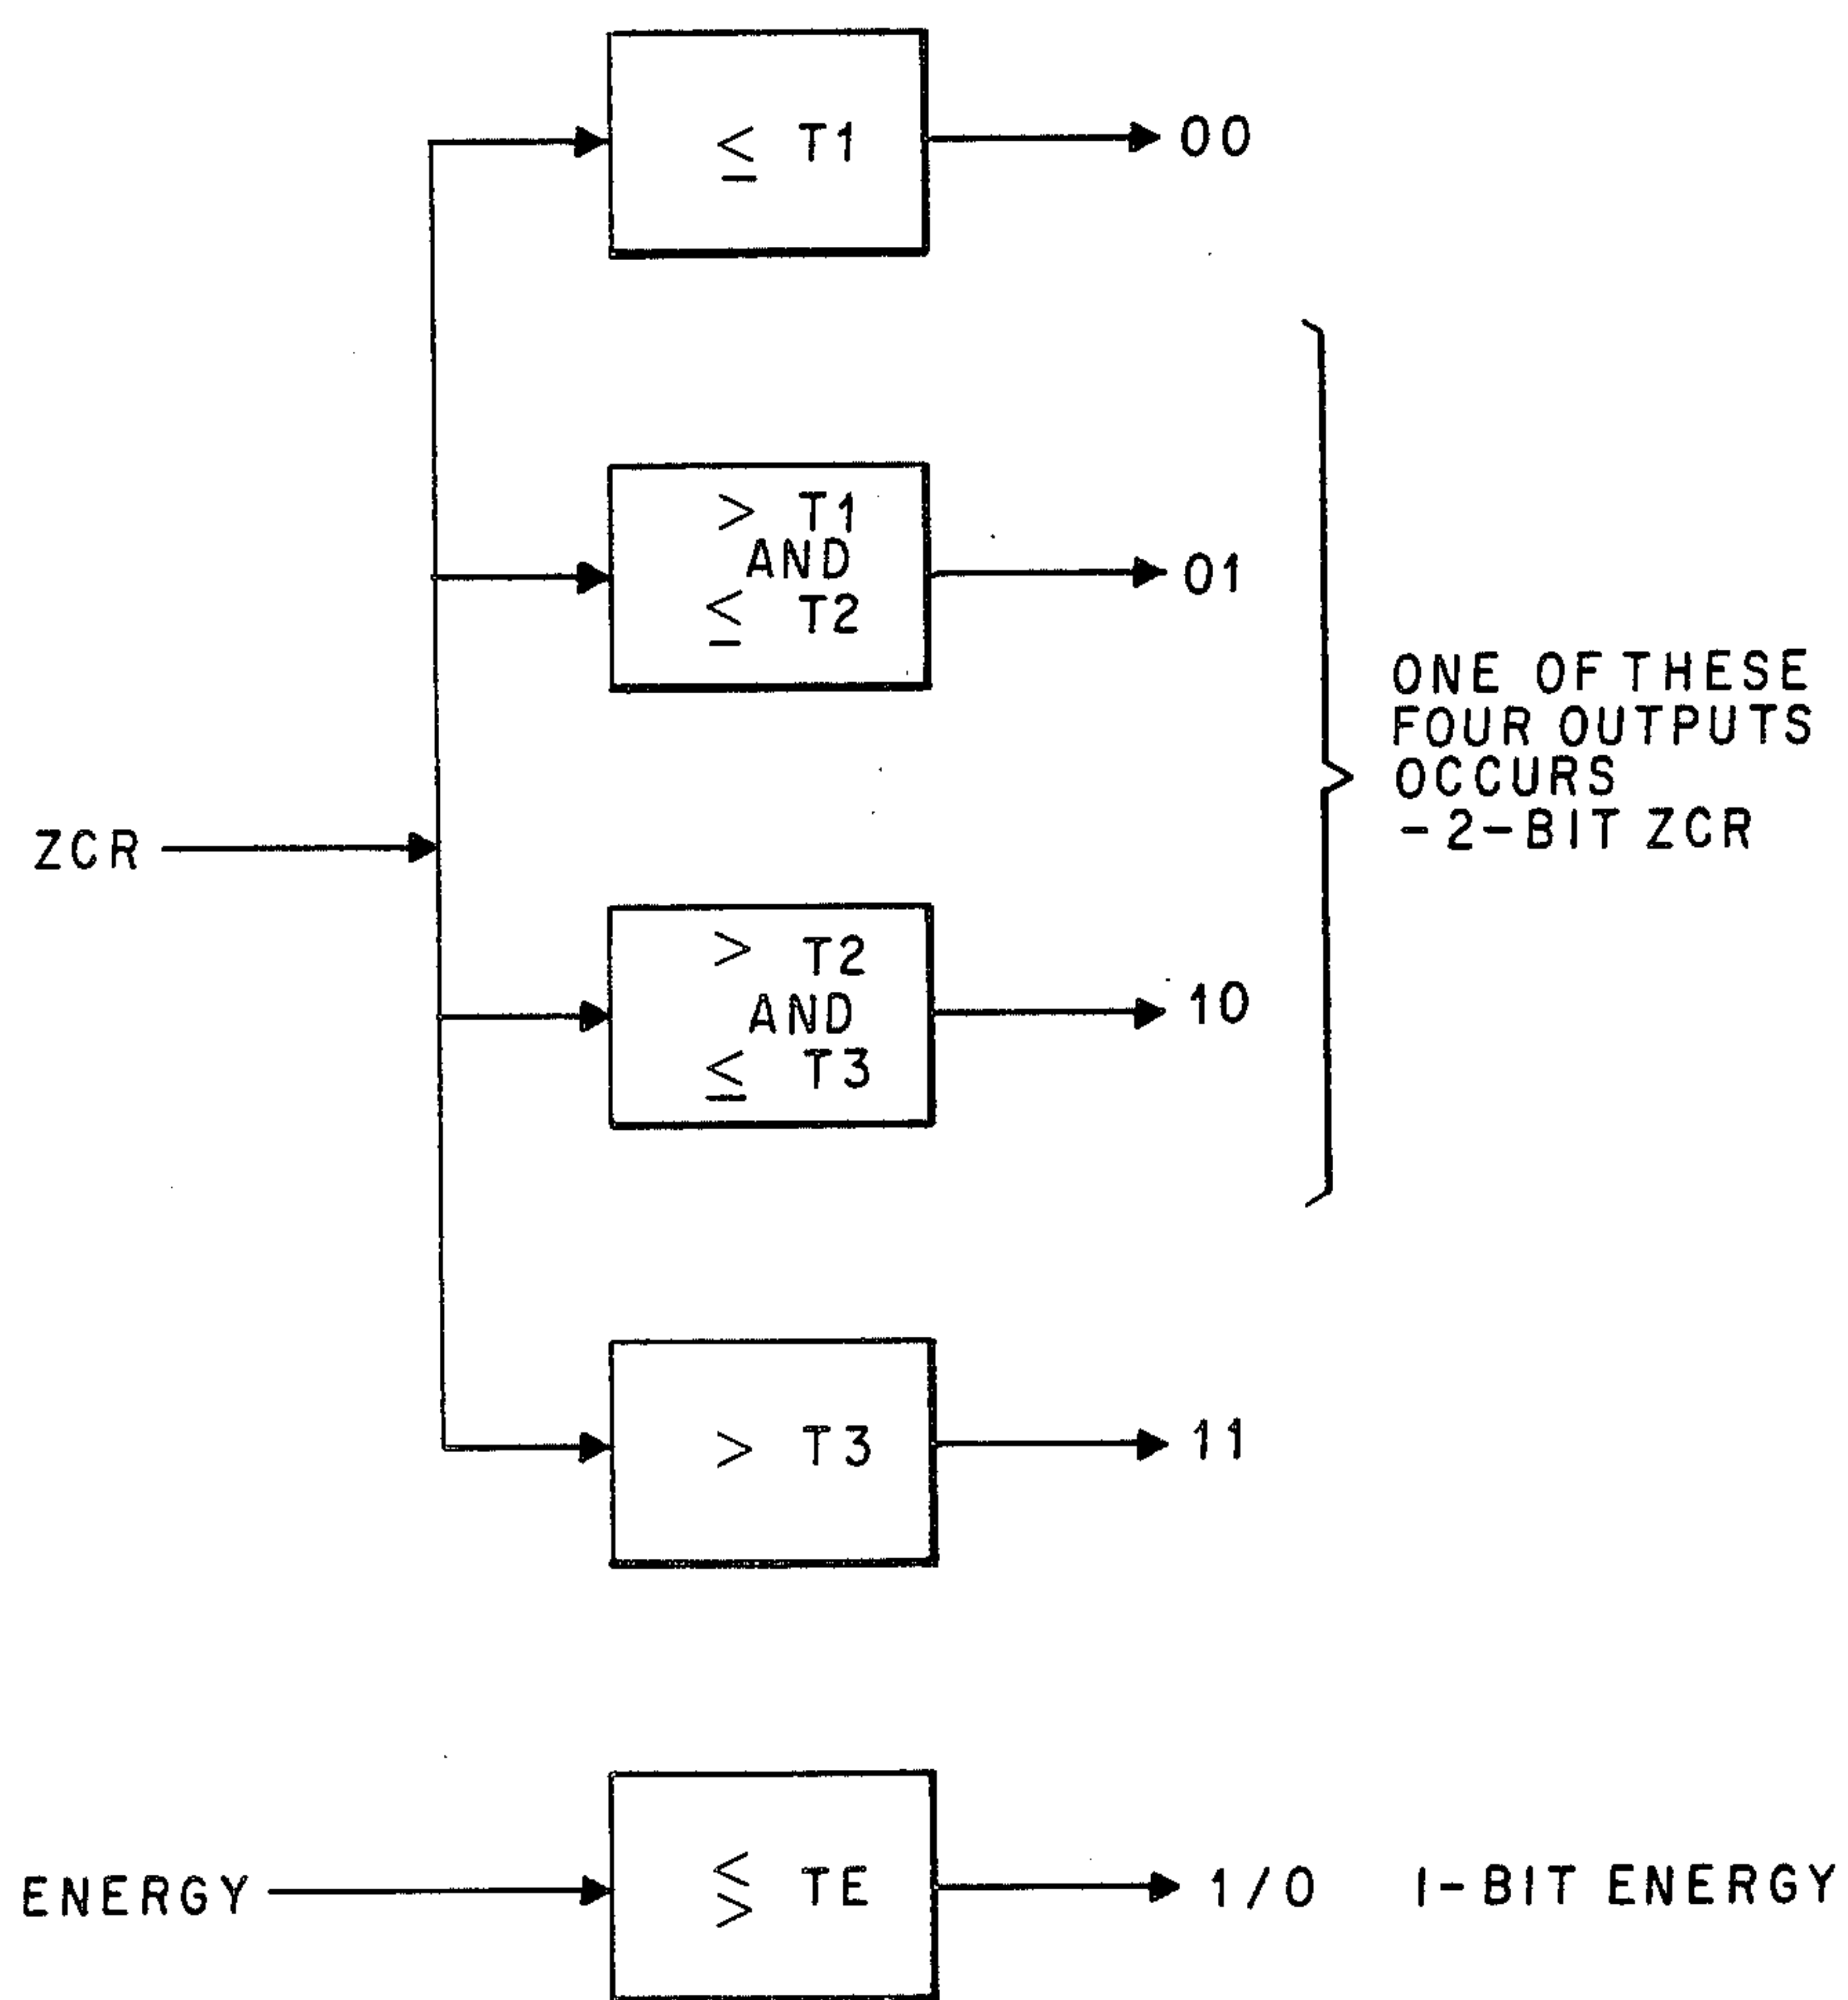 ≤ T1
00
> T1
AND
≤ T2
01
ONE OF THESE
FOUR OUTPUTS
OCCURS
-2-BIT ZCR
ZCR
> T2
AND
≤ T3
10
> T3
11
ENERGY
<
> TE
1/0
1-BIT ENERGY